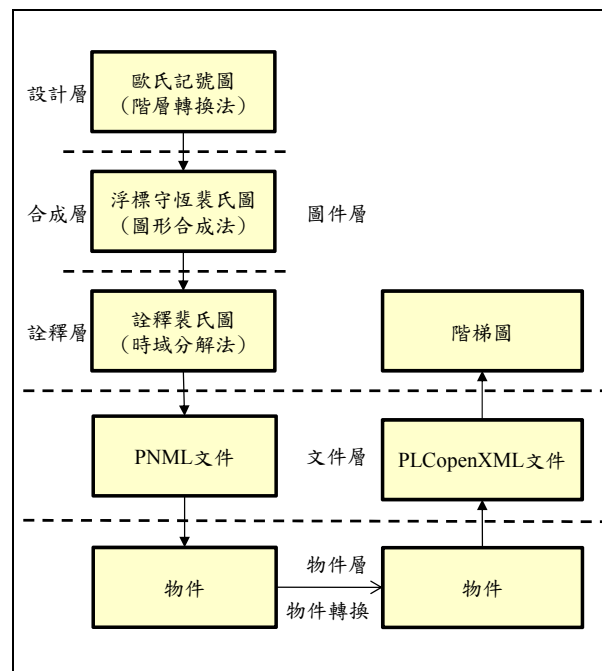 歐氏記號圖
(階層轉換法)
設計層
浮標守恆裴氏圖
(圖形合成法)
合成層
圖件層
詮釋裴氏圖
(時域分解法)
詮釋層
階梯圖
PNML文件
文件層
PLCopenXML文件
物件
物件層
物件轉換
物件